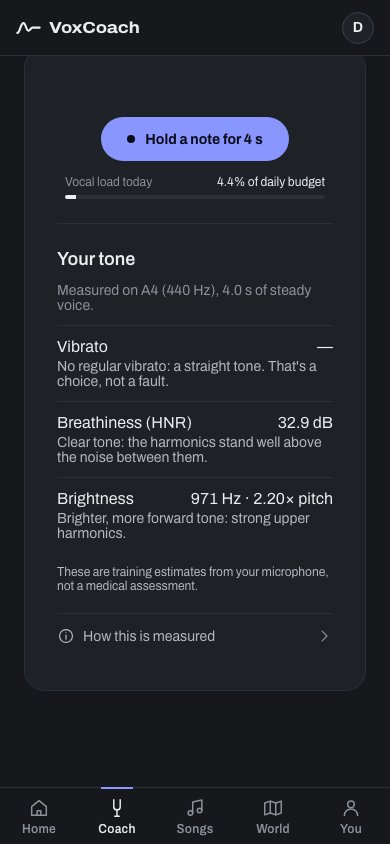 VoxCoach
D
Hold a note for 4 s
Vocal load today
4.4% of daily budget
Your tone
Measured on A4 (440 Hz), 4.0 s of steady
voice.
Vibrato
—
No regular vibrato: a straight tone. That's a
choice, not a fault.
Breathiness (HNR)
32.9 dB
Clear tone: the harmonics stand well above
the noise between them.
Brightness
971 Hz · 2.20× pitch
Brighter, more forward tone: strong upper
harmonics.
These are training estimates from your microphone,
not a medical assessment.
How this is measured
Home
Coach
Songs
World
You